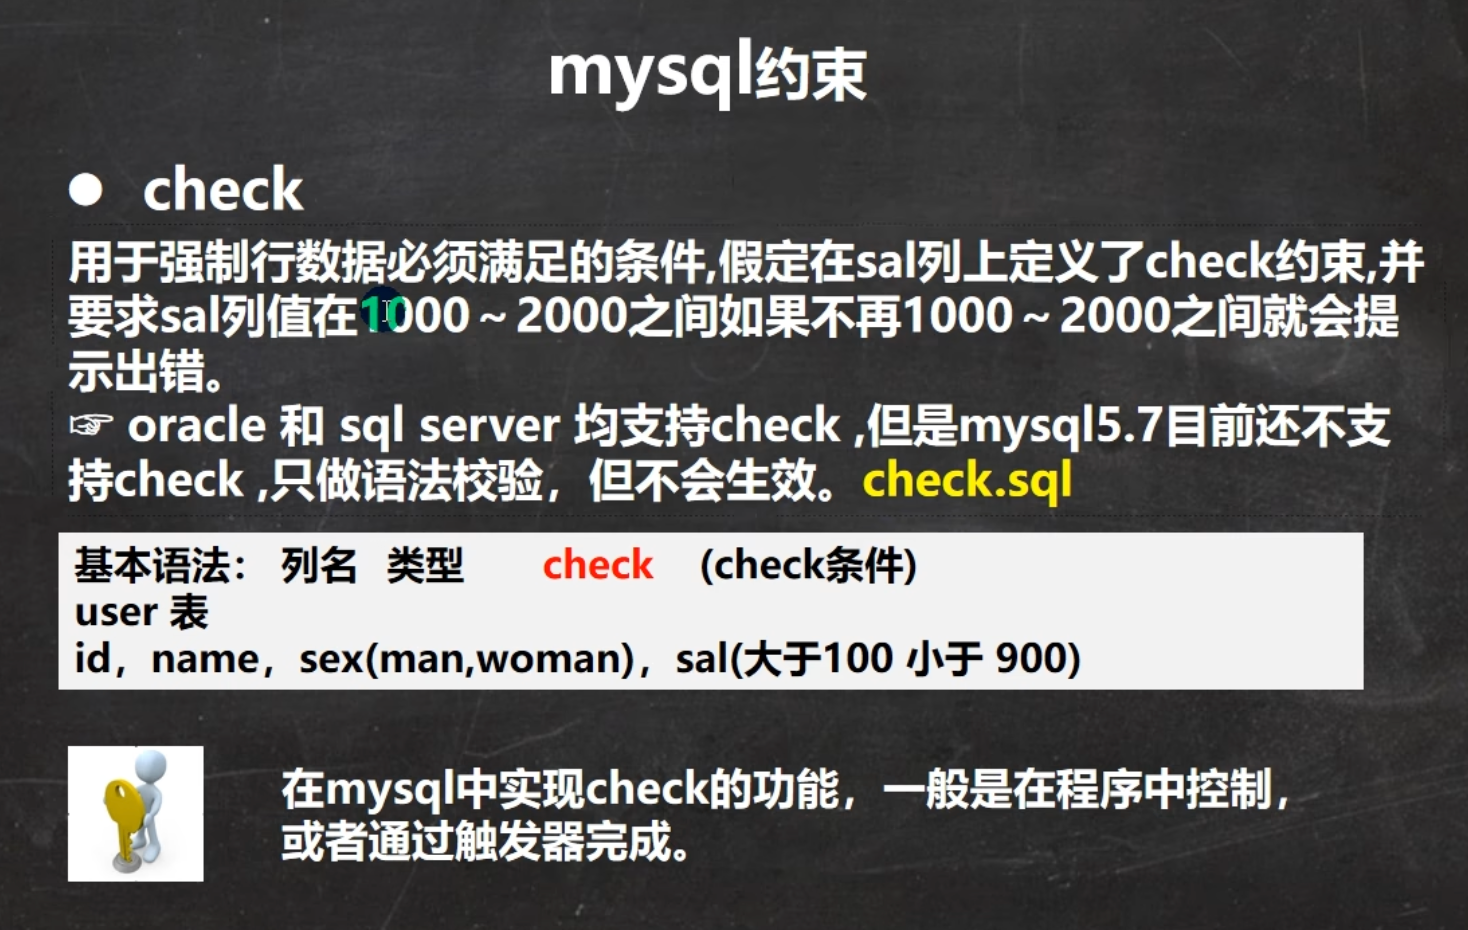 mysql约束
● check
用于强制行数据必须满足的条件,假定在sal列上定义了check约束,并
要求sal列值在1000～2000之间如果不再1000～2000之间就会提
示出错。
☞ oracle 和 sql server 均支持check ,但是mysql5.7目前还不支
持check ,只做语法校验，但不会生效。check.sql
基本语法： 列名 类型 check (check条件)
user 表
id，name，sex(man,woman)，sal(大于100 小于 900)
在mysql中实现check的功能，一般是在程序中控制，
或者通过触发器完成。